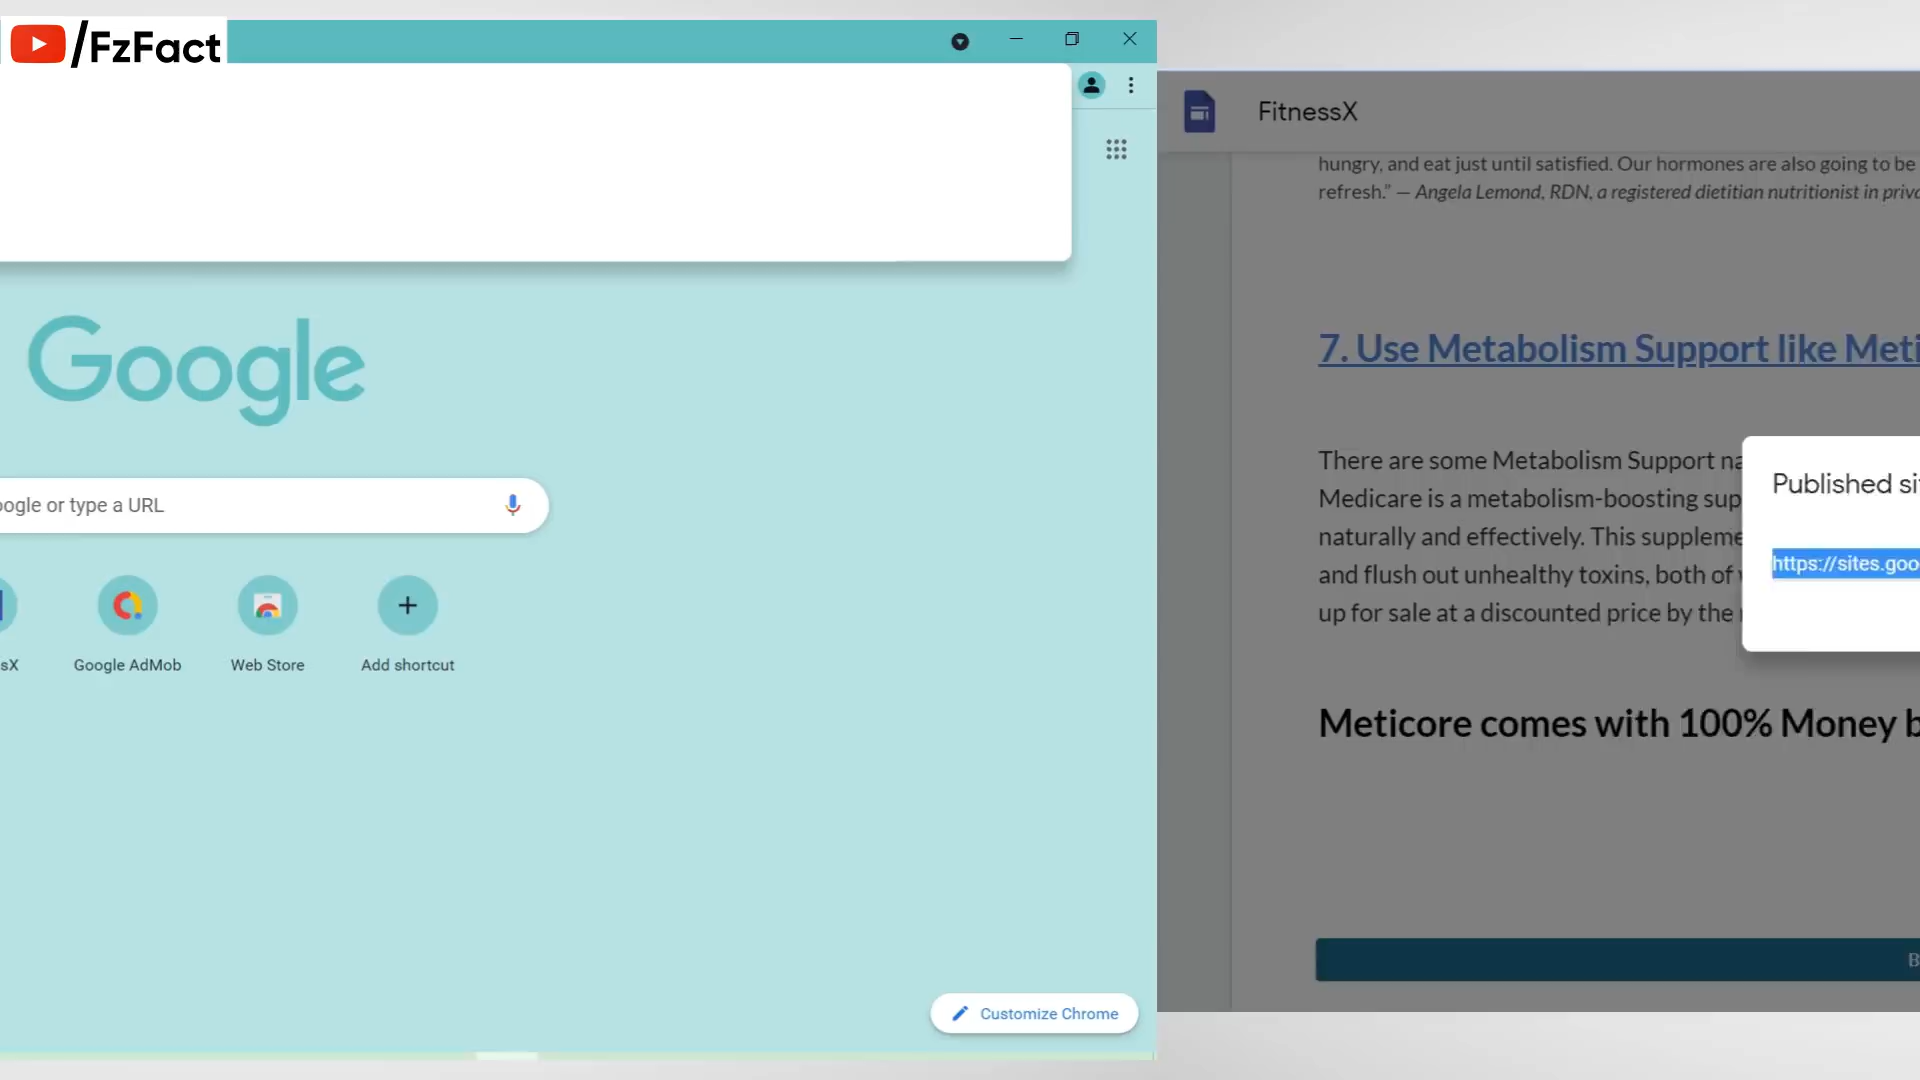 /FzFact
Google
oogle or type a URL
sX
Google AdMob
Web Store
Add shortcut
Customize Chrome
FitnessX
hungry, and eat just until satisfied. Our hormones are also going to be
refresh.” — Angela Lemond, RDN, a registered dietitian nutritionist in priva
7. Use Metabolism Support like Meti
There are some Metabolism Support na
Medicare is a metabolism-boosting sup
naturally and effectively. This suppleme
and flush out unhealthy toxins, both of
up for sale at a discounted price by the
Published si
https://sites.goo
Meticore comes with 100% Money b
B